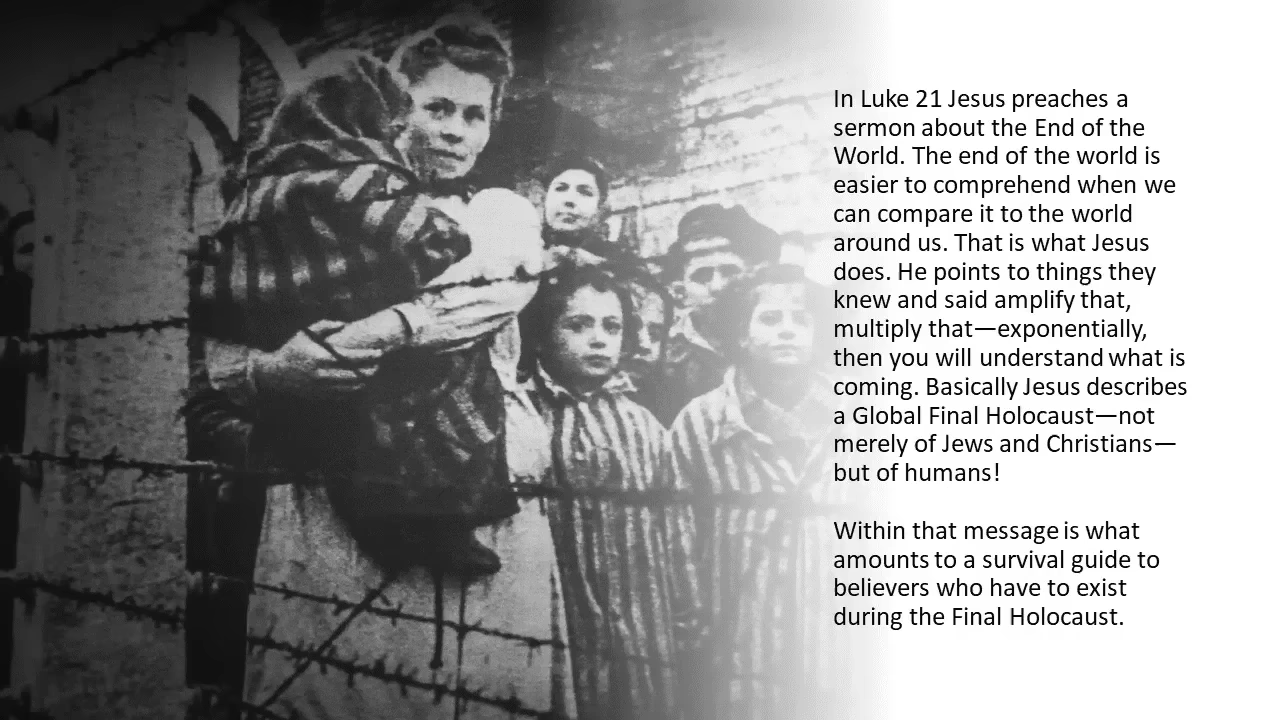 In Luke 21 Jesus preaches a
sermon about the End of the
World. The end of the world is
easier to comprehend when we
can compare it to the world
around us. That is what Jesus
does. He points to things they
knew and said amplify that,
multiply that—exponentially,
then you will understand what is
coming. Basically Jesus describes
a Global Final Holocaust—not
merely of Jews and Christians—
but of humans!
Within that message is what
amounts to a survival guide to
believers who have to exist
during the Final Holocaust.